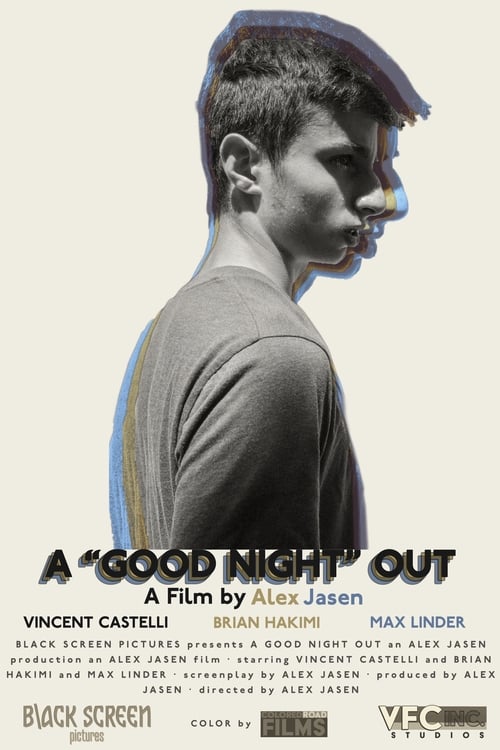 A “GOOD NIGHT” OUT
A Film by Alex Jasen
VINCENT CASTELLI BRIAN HAKIMI MAX LINDER
BLACK SCREEN PICTURES presents A GOOD NIGHT OUT an ALEX JASEN
production an ALEX JASEN film · starring VINCENT CASTELLI and BRIAN
HAKIMI and MAX LINDER · screenplay by ALEX JASEN · produced by ALEX
JASEN · directed by ALEX JASEN
BLACK SCREEN
pictures
COLOR by
COLORED ROAD
FILMS
VFC INC.
STUDIOS